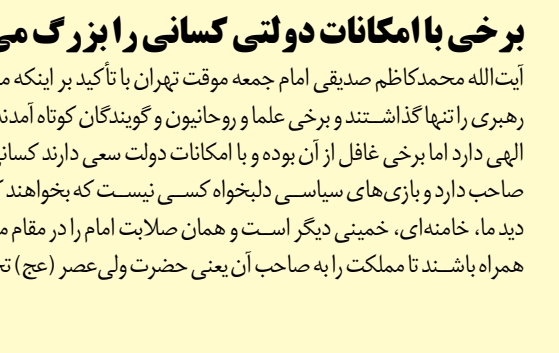 برخی با امکانات دولتی کسانی را بزرگ
آیت‌الله محمدکاظم صدیقی امام جمعه موقت تهران با تأکید بر اینکه
رهبری را تنها گذاشتند و برخی علما و روحانیون و گویندگان کوتاه آمدند
الهی دارد اما برخی غافل از آن بوده و با امکانات دولت سعی دارند
صاحب دارد و بازی‌های سیاسی دلبخواه کسی نیست که بخواهند
دید ما، خامنه‌ای، خمینی دیگر است و همان صلابت امام را در مقام
همراه باشند تا مملکت را به صاحب آن یعنی حضرت ولی‌عصر (عج)